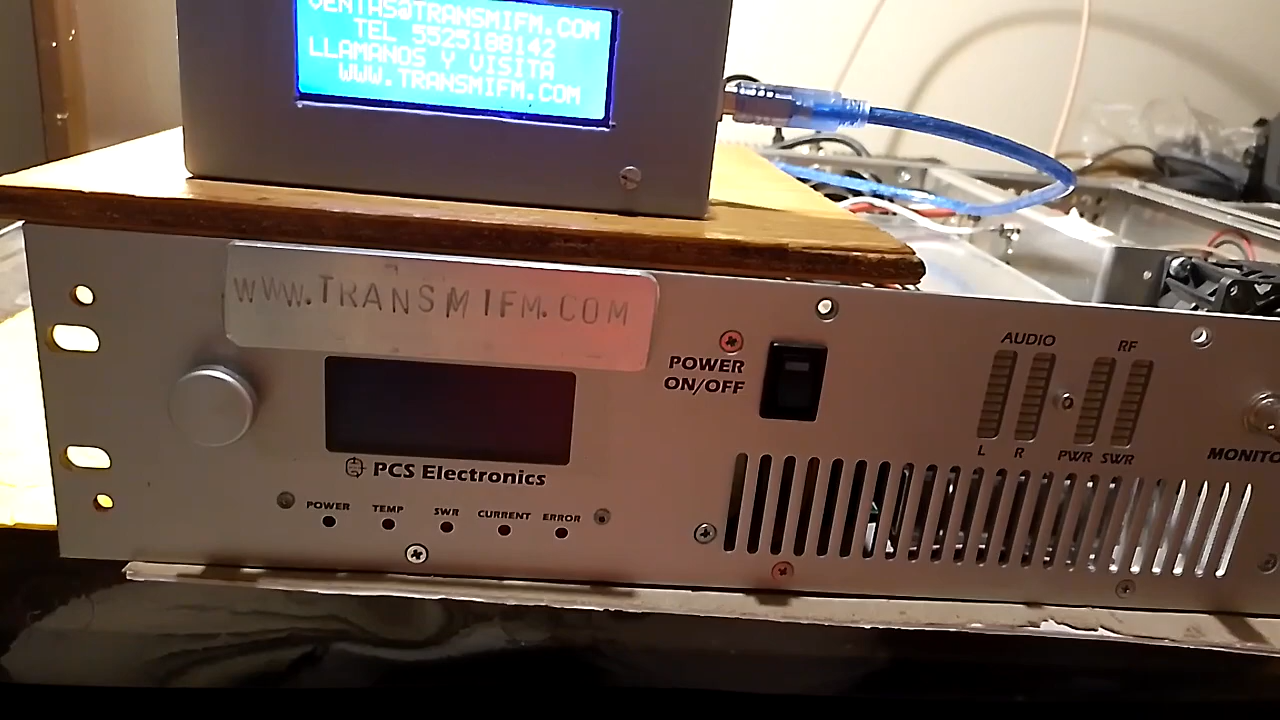 VENTAS@TRANSMIFM.COM
TEL 5525188142
LLAMANOS Y VISITA
WWW.TRANSMIFM.COM
WWW.TRANSMIFM.COM
POWER
ON/OFF
AUDIO
RF
L
R
PWR
SWR
MONITO
PCS Electronics
POWER
TEMP
SWR
CURRENT
ERROR